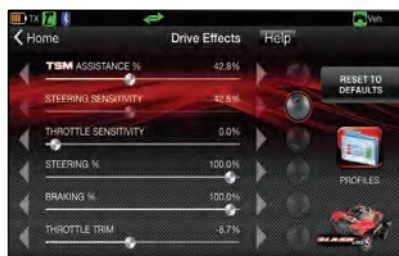 TX Veh
Home Drive Effects Help
TSM ASSISTANCE % 42.8%
STEERING SENSITIVITY 42.8%
THROTTLE SENSITIVITY 0.0%
STEERING % 100.0%
BRAKING % 100.0%
THROTTLE TRIM -8.7%
RESET TO
DEFAULTS
PROFILES
SLASH